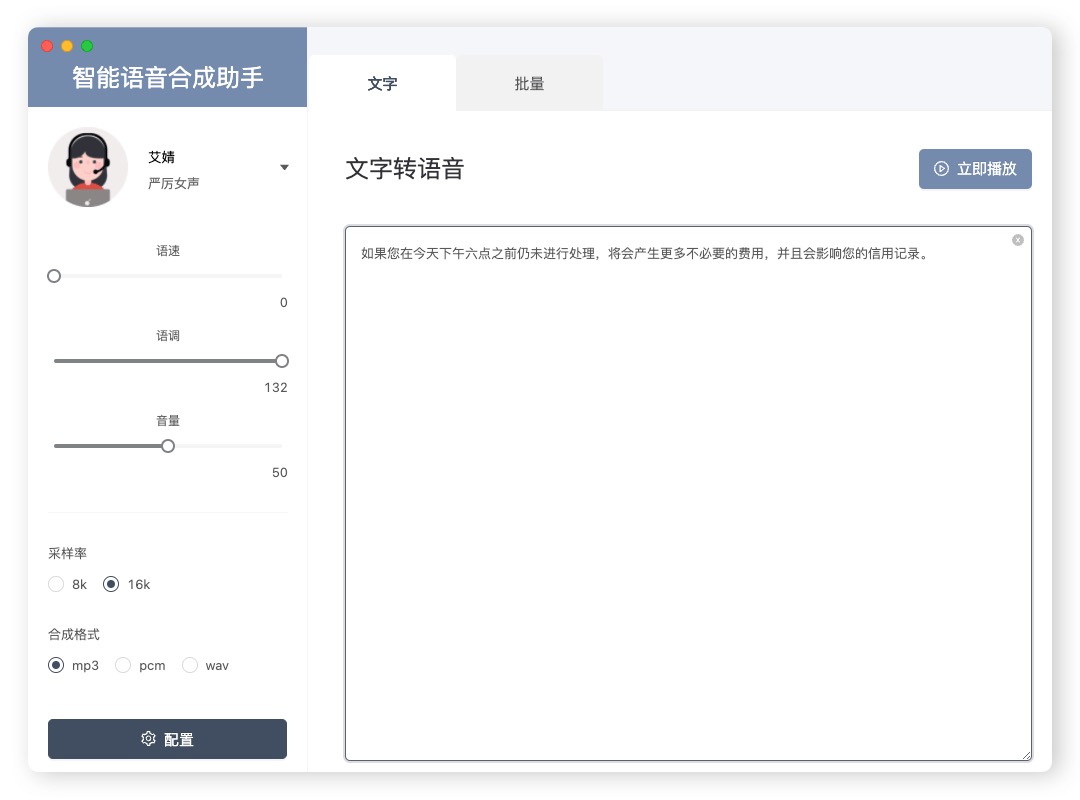 智能语音合成助手
文字
批量
艾婧
严厉女声
文字转语音
立即播放
语速
0
语调
132
音量
50
采样率
8k
16k
合成格式
mp3
pcm
wav
配置
如果您在今天下午六点之前仍未进行处理，将会产生更多不必要的费用，并且会影响您的信用记录。